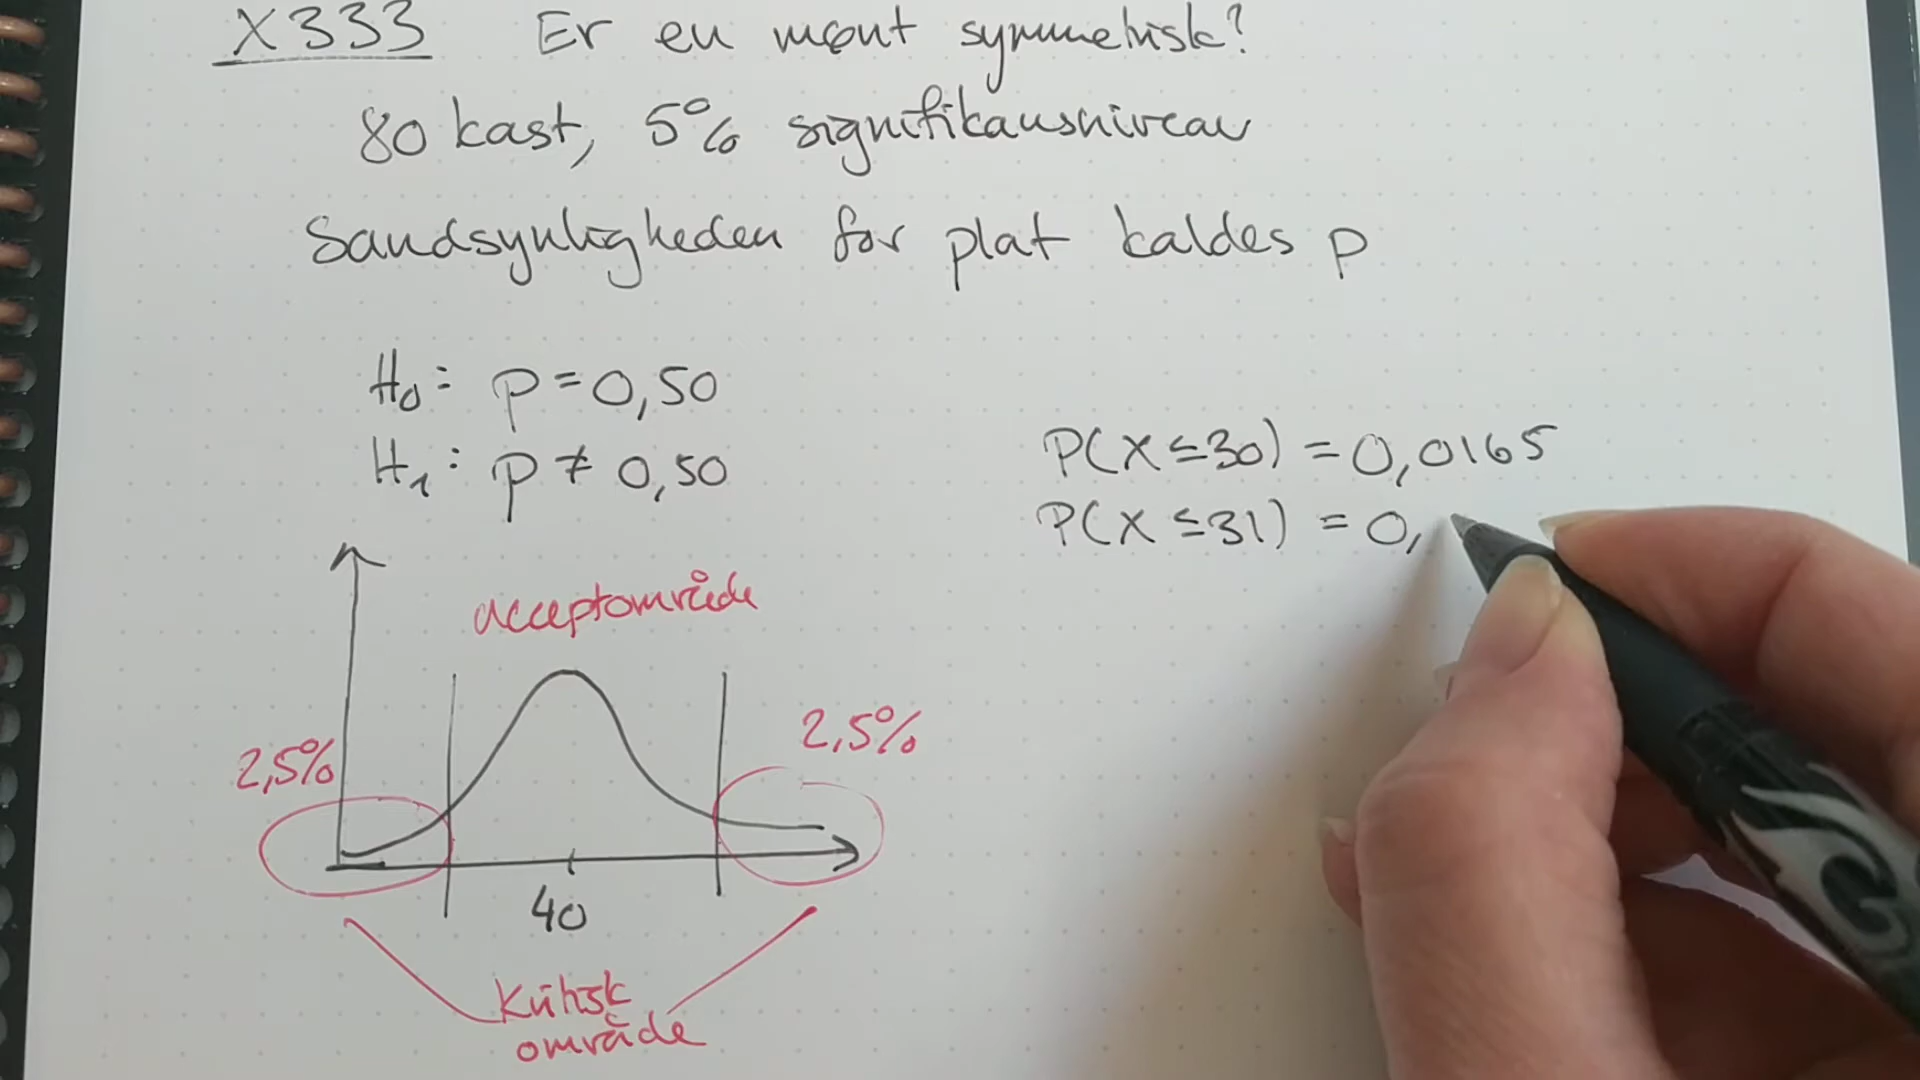 X333 Er en mønt symmetrisk?
80 kast, 5% signifikansniveau
Sandsynligheden for plat kaldes p
H₀: p = 0,50
H₁: p ≠ 0,50
P(X ≤ 30) = 0,0165
P(X ≤ 31) = 0,
acceptområde
2,5%
2,5%
40
Kritisk
område